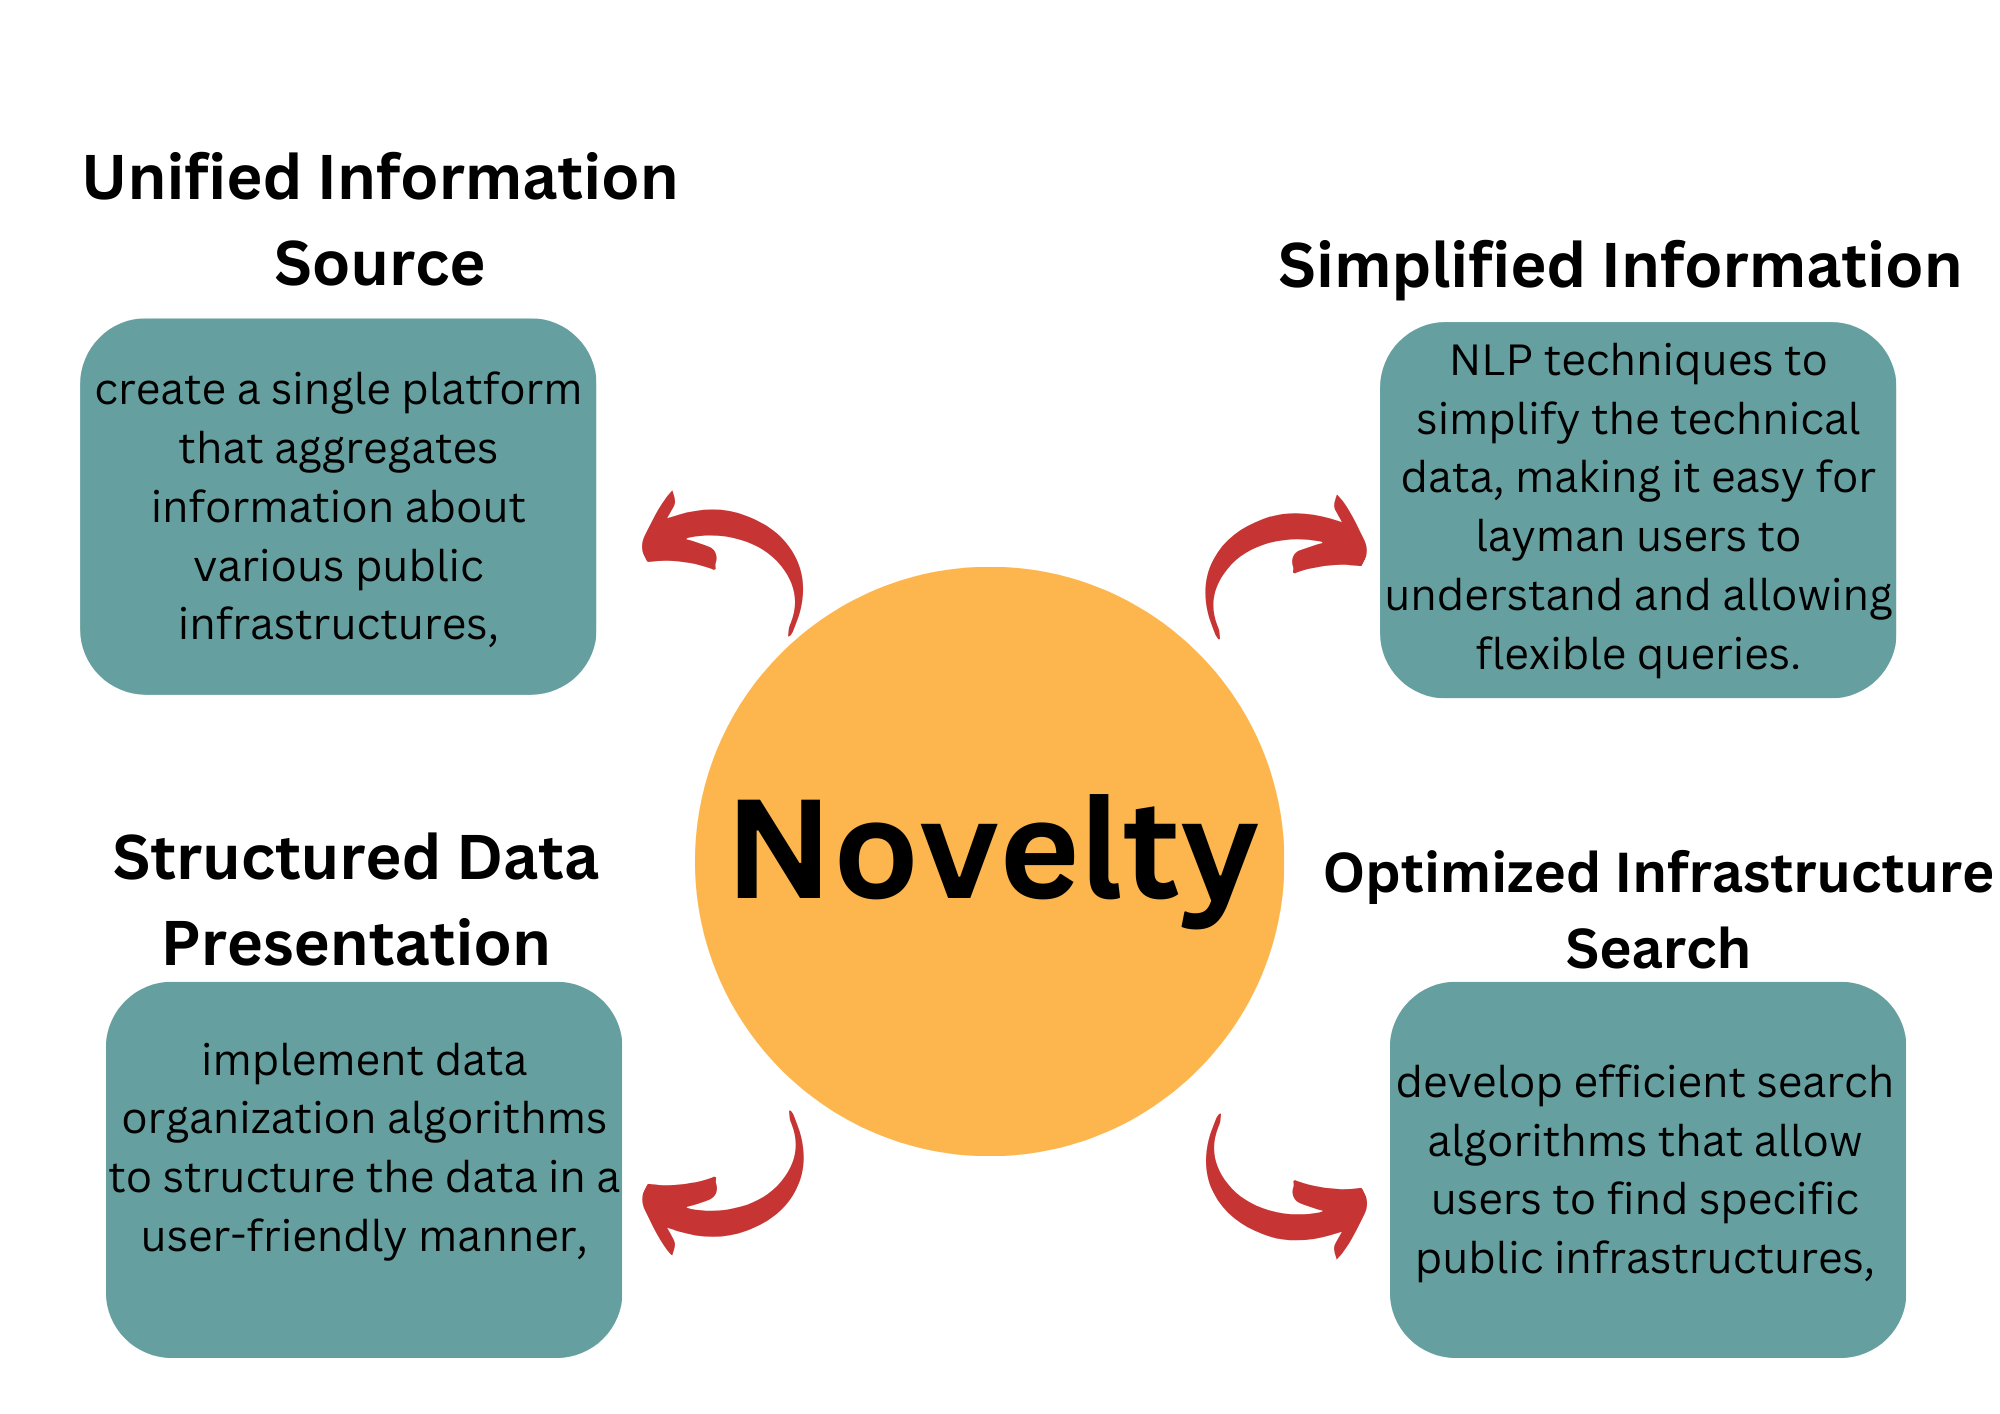 Unified Information
Source
create a single platform
that aggregates
information about
various public
infrastructures,
Simplified Information
NLP techniques to
simplify the technical
data, making it easy for
layman users to
understand and allowing
flexible queries.
Novelty
Structured Data
Presentation
implement data
organization algorithms
to structure the data in a
user-friendly manner,
Optimized Infrastructure
Search
develop efficient search
algorithms that allow
users to find specific
public infrastructures,